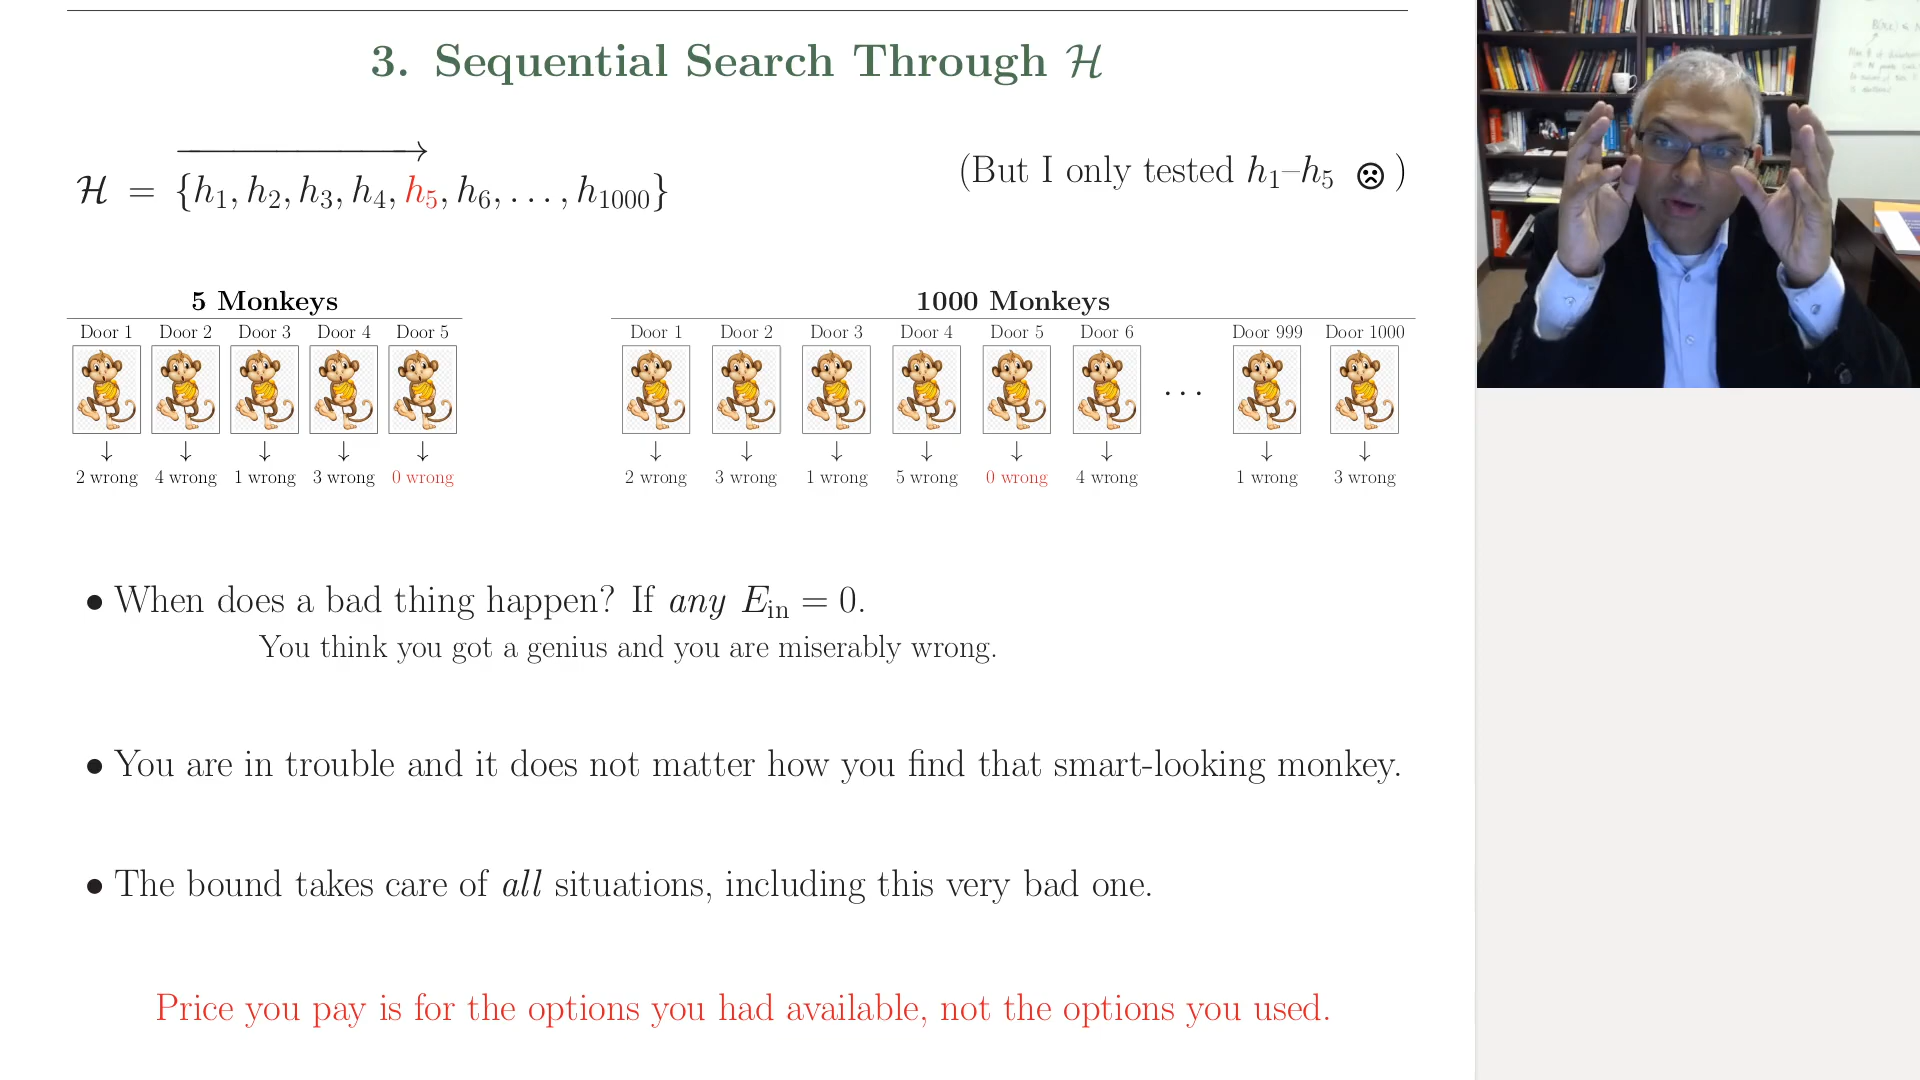 3. Sequential Search Through ℋ
ℋ = {h₁, h₂, h₃, h₄, h₅, h₆, . . . , h₁₀₀₀}
(But I only tested h₁–h₅ ☹ )
5 Monkeys
Door 1 Door 2 Door 3 Door 4 Door 5
↓ ↓ ↓ ↓ ↓
2 wrong 4 wrong 1 wrong 3 wrong 0 wrong
1000 Monkeys
Door 1 Door 2 Door 3 Door 4 Door 5 Door 6 · · · Door 999 Door 1000
↓ ↓ ↓ ↓ ↓ ↓ ↓ ↓
2 wrong 3 wrong 1 wrong 5 wrong 0 wrong 4 wrong 1 wrong 3 wrong
• When does a bad thing happen? If any E_in = 0.
You think you got a genius and you are miserably wrong.
• You are in trouble and it does not matter how you find that smart-looking monkey.
• The bound takes care of all situations, including this very bad one.
Price you pay is for the options you had available, not the options you used.